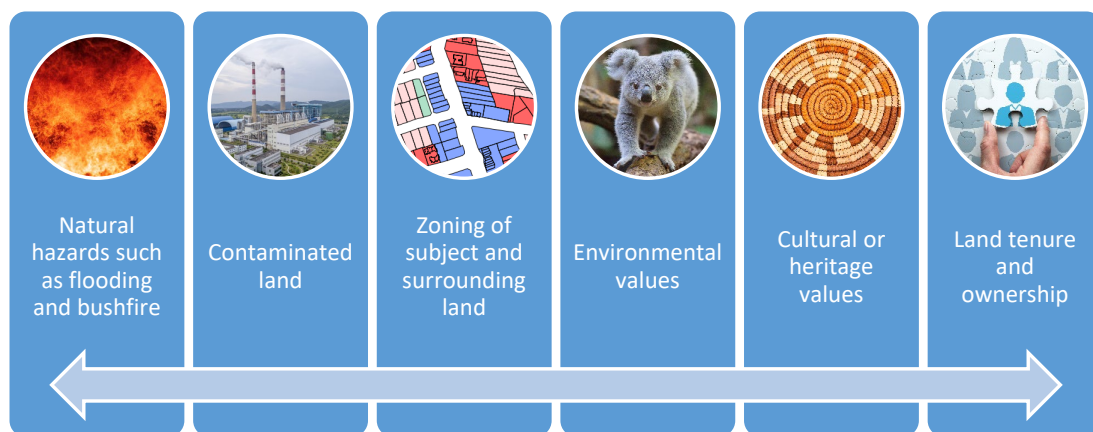 Natural
hazards such
as flooding
and bushfire
Contaminated
land
Zoning of
subject and
surrounding
land
Environmental
values
Cultural or
heritage
values
Land tenure
and
ownership